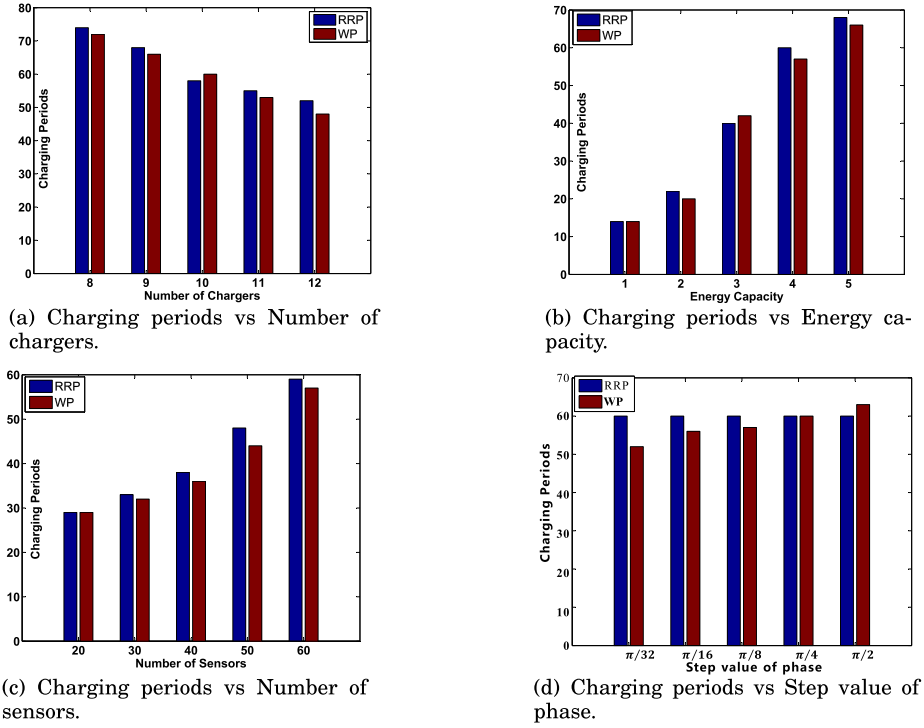 80
70
60
50
40
30
20
10
0
Charging Periods
RRP
WP
8 9 10 11 12
Number of Chargers
(a) Charging periods vs Number of
chargers.
70
60
50
40
30
20
10
0
Charging Periods
RRP
WP
1 2 3 4 5
Energy Capacity
(b) Charging periods vs Energy ca-
pacity.
60
50
40
30
20
10
0
Charging Periods
RRP
WP
20 30 40 50 60
Number of Sensors
(c) Charging periods vs Number of
sensors.
70
60
50
40
30
20
10
0
Charging Periods
RRP
WP
π/32 π/16 π/8 π/4 π/2
Step value of phase
(d) Charging periods vs Step value of
phase.